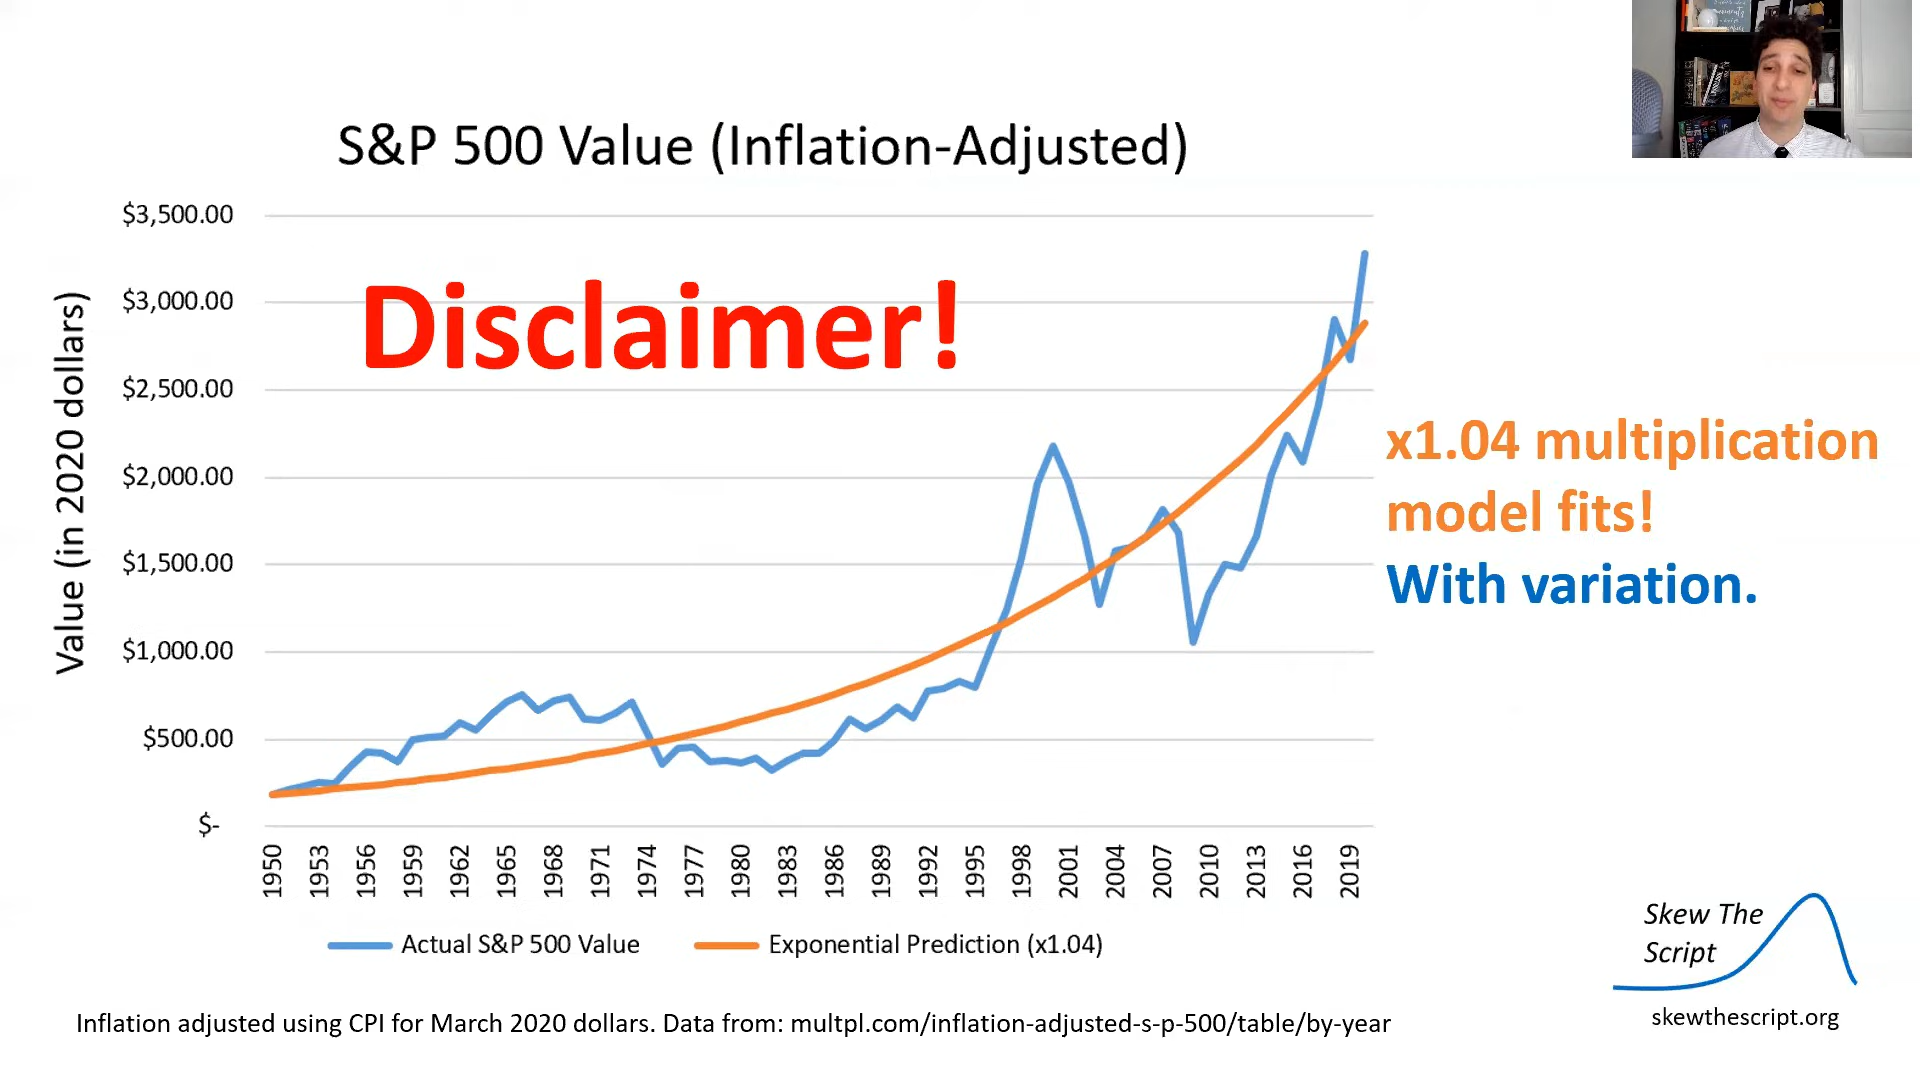 S&P 500 Value (Inflation-Adjusted)
Disclaimer!
Value (in 2020 dollars)
$3,500.00
$3,000.00
$2,500.00
$2,000.00
$1,500.00
$1,000.00
$500.00
$-
1950 1953 1956 1959 1962 1965 1968 1971 1974 1977 1980 1983 1986 1989 1992 1995 1998 2001 2004 2007 2010 2013 2016 2019
Actual S&P 500 Value Exponential Prediction (x1.04)
x1.04 multiplication
model fits!
With variation.
Skew The
Script
skewthescript.org
Inflation adjusted using CPI for March 2020 dollars. Data from: multpl.com/inflation-adjusted-s-p-500/table/by-year